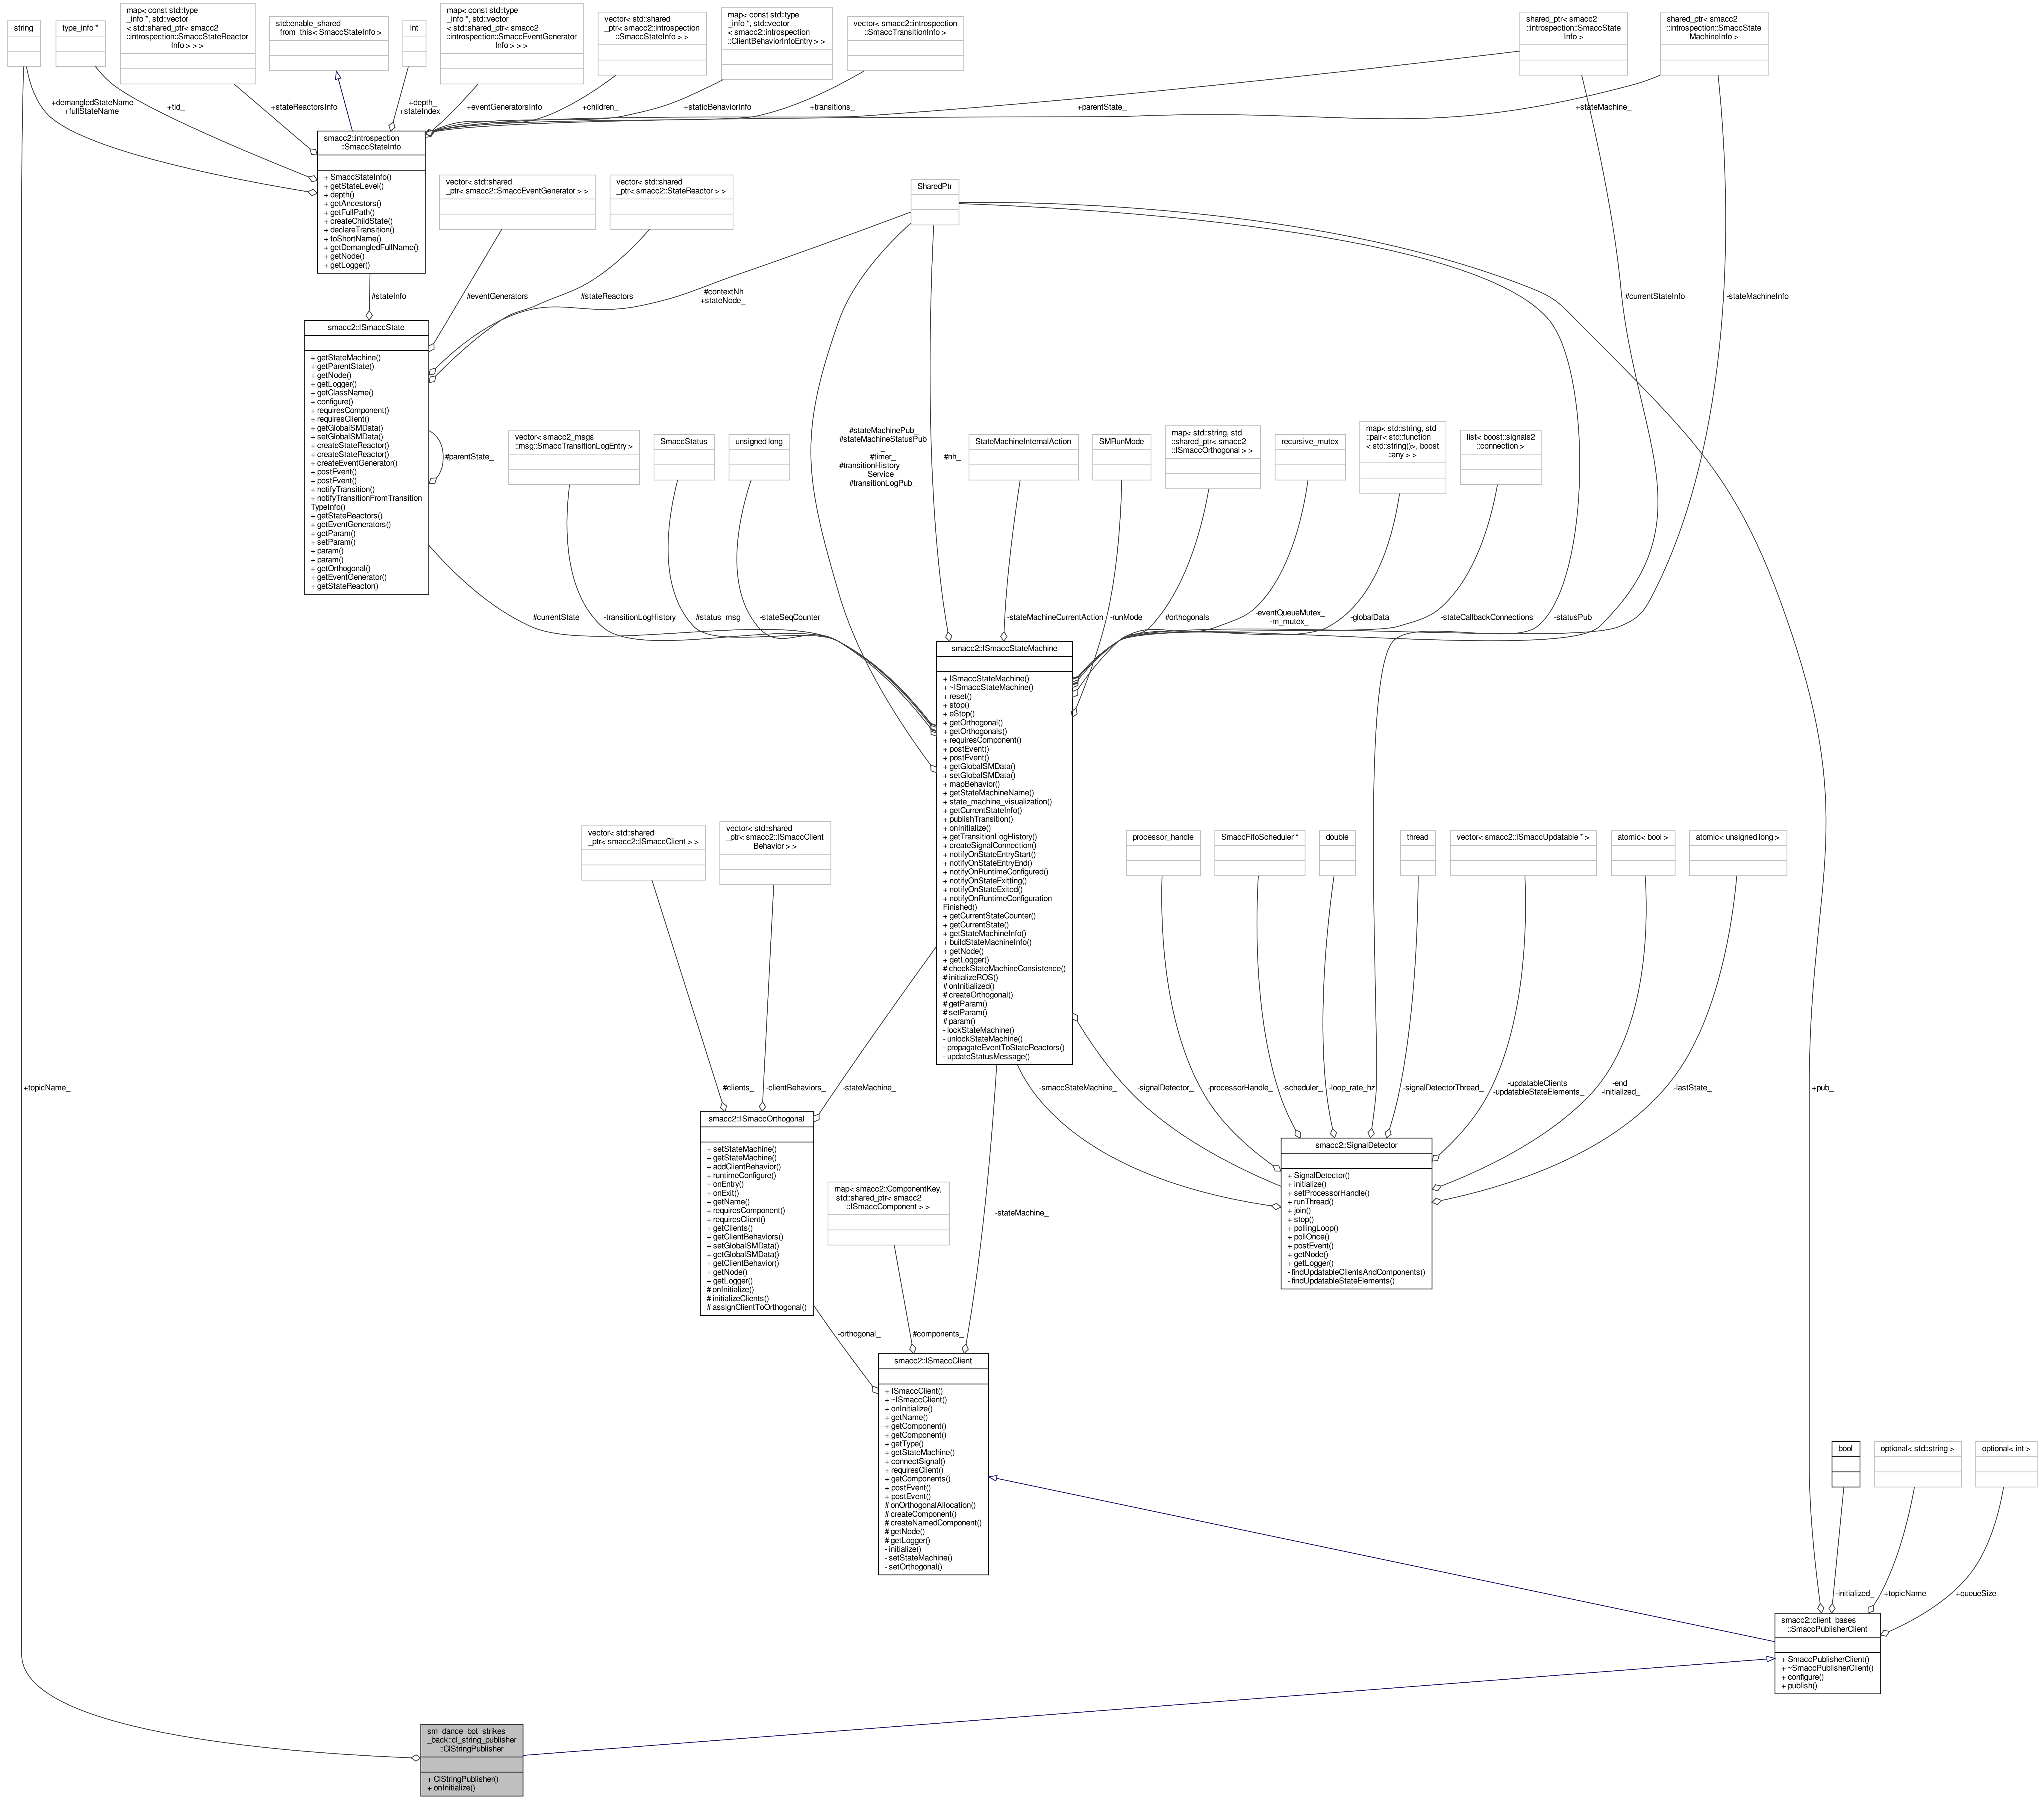 string
type_info *
map< const std::type
_info *, std::vector
< std::shared_ptr< smacc2
::introspection::SmaccStateReactor
Info > > >
std::enable_shared
_from_this< SmaccStateInfo >
int
map< const std::type
_info *, std::vector
< std::shared_ptr< smacc2
::introspection::SmaccEventGenerator
Info > > >
vector< std::shared
_ptr< smacc2::introspection
::SmaccStateInfo > >
map< const std::type
_info *, std::vector
< smacc2::introspection
::ClientBehaviorInfoEntry > >
vector< smacc2::introspection
::SmaccTransitionInfo >
shared_ptr< smacc2
::introspection::SmaccState
Info >
shared_ptr< smacc2
::introspection::SmaccState
MachineInfo >
+demangledStateName
+fullStateName
+tid_
+stateReactorsInfo
+depth_
+stateIndex_
+eventGeneratorsInfo
+children_
+staticBehaviorInfo
+transitions_
+parentState_
+stateMachine_
smacc2::introspection
::SmaccStateInfo
+ SmaccStateInfo()
+ getStateLevel()
+ depth()
+ getAncestors()
+ getFullPath()
+ createChildState()
+ declareTransition()
+ toShortName()
+ getDemangledFullName()
+ getNode()
+ getLogger()
vector< std::shared
_ptr< smacc2::SmaccEventGenerator > >
vector< std::shared
_ptr< smacc2::StateReactor > >
SharedPtr
#stateInfo_
#eventGenerators_
#stateReactors_
#contextNh
+stateNode_
#currentStateInfo_
-stateMachineInfo_
smacc2::ISmaccState
+ getStateMachine()
+ getParentState()
+ getNode()
+ getLogger()
+ getClassName()
+ configure()
+ requiresComponent()
+ requiresClient()
+ getGlobalSMData()
+ setGlobalSMData()
+ createStateReactor()
+ createStateReactor()
+ createEventGenerator()
+ postEvent()
+ postEvent()
+ notifyTransition()
+ notifyTransitionFromTransition
TypeInfo()
+ getStateReactors()
+ getEventGenerators()
+ getParam()
+ setParam()
+ param()
+ param()
+ getOrthogonal()
+ getEventGenerator()
+ getStateReactor()
#parentState_
vector< smacc2_msgs
::msg::SmaccTransitionLogEntry >
SmaccStatus
unsigned long
#stateMachinePub_
#stateMachineStatusPub
_
#timer_
#transitionHistory
Service_
#transitionLogPub_
#nh_
StateMachineInternalAction
SMRunMode
map< std::string, std
::shared_ptr< smacc2
::ISmaccOrthogonal > >
recursive_mutex
map< std::string, std
::pair< std::function
< std::string()>, boost
::any > >
list< boost::signals2
::connection >
#currentState_
-transitionLogHistory_
#status_msg_
-stateSeqCounter_
-stateMachineCurrentAction
-runMode_
#orthogonals_
-eventQueueMutex_
-m_mutex_
-globalData_
-stateCallbackConnections
-statusPub_
smacc2::ISmaccStateMachine
+ ISmaccStateMachine()
+ ~ISmaccStateMachine()
+ reset()
+ stop()
+ eStop()
+ getOrthogonal()
+ getOrthogonals()
+ requiresComponent()
+ postEvent()
+ postEvent()
+ getGlobalSMData()
+ setGlobalSMData()
+ mapBehavior()
+ getStateMachineName()
+ state_machine_visualization()
+ getCurrentStateInfo()
+ publishTransition()
+ onInitialize()
+ getTransitionLogHistory()
+ createSignalConnection()
+ notifyOnStateEntryStart()
+ notifyOnStateEntryEnd()
+ notifyOnRuntimeConfigured()
+ notifyOnStateExitting()
+ notifyOnStateExited()
+ notifyOnRuntimeConfiguration
Finished()
+ getCurrentStateCounter()
+ getCurrentState()
+ getStateMachineInfo()
+ buildStateMachineInfo()
+ getNode()
+ getLogger()
# checkStateMachineConsistence()
# initializeROS()
# onInitialized()
# createOrthogonal()
# getParam()
# setParam()
# param()
- lockStateMachine()
- unlockStateMachine()
- propagateEventToStateReactors()
- updateStatusMessage()
vector< std::shared
_ptr< smacc2::ISmaccClient > >
vector< std::shared
_ptr< smacc2::ISmaccClient
Behavior > >
processor_handle
SmaccFifoScheduler *
double
thread
vector< smacc2::ISmaccUpdatable * >
atomic< bool >
atomic< unsigned long >
+topicName_
#clients_
-clientBehaviors_
-stateMachine_
-smaccStateMachine_
-signalDetector_
-processorHandle_
-scheduler_
-loop_rate_hz
-signalDetectorThread_
-updatableClients_
-updatableStateElements_
-end_
-initialized_
-lastState_
+pub_
smacc2::ISmaccOrthogonal
+ setStateMachine()
+ getStateMachine()
+ addClientBehavior()
+ runtimeConfigure()
+ onEntry()
+ onExit()
+ getName()
+ requiresComponent()
+ requiresClient()
+ getClients()
+ getClientBehaviors()
+ setGlobalSMData()
+ getGlobalSMData()
+ getClientBehavior()
+ getNode()
+ getLogger()
# onInitialize()
# initializeClients()
# assignClientToOrthogonal()
smacc2::SignalDetector
+ SignalDetector()
+ initialize()
+ setProcessorHandle()
+ runThread()
+ join()
+ stop()
+ pollingLoop()
+ pollOnce()
+ postEvent()
+ getNode()
+ getLogger()
- findUpdatableClientsAndComponents()
- findUpdatableStateElements()
map< smacc2::ComponentKey,
std::shared_ptr< smacc2
::ISmaccComponent > >
-stateMachine_
-orthogonal_
#components_
smacc2::ISmaccClient
+ ISmaccClient()
+ ~ISmaccClient()
+ onInitialize()
+ getName()
+ getComponent()
+ getComponent()
+ getType()
+ getStateMachine()
+ connectSignal()
+ requiresClient()
+ getComponents()
+ postEvent()
+ postEvent()
# onOrthogonalAllocation()
# createComponent()
# createNamedComponent()
# getNode()
# getLogger()
- initialize()
- setStateMachine()
- setOrthogonal()
bool
optional< std::string >
optional< int >
-initialized_
+topicName
+queueSize
smacc2::client_bases
::SmaccPublisherClient
+ SmaccPublisherClient()
+ ~SmaccPublisherClient()
+ configure()
+ publish()
sm_dance_bot_strikes
_back::cl_string_publisher
::ClStringPublisher
+ ClStringPublisher()
+ onInitialize()